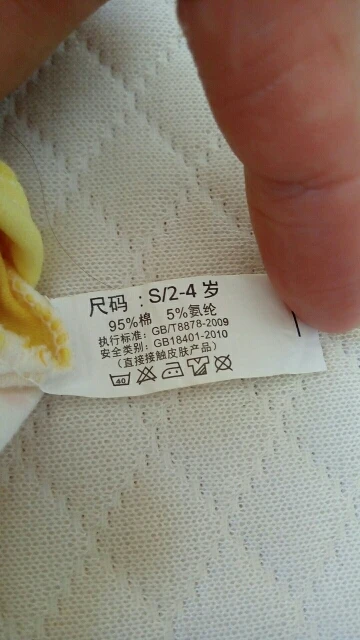 尺码：S/2-4 岁
95%棉 5%氨纶
执行标准: GB/T8878-2009
安全类别: GB18401-2010
（直接接触皮肤产品）
40